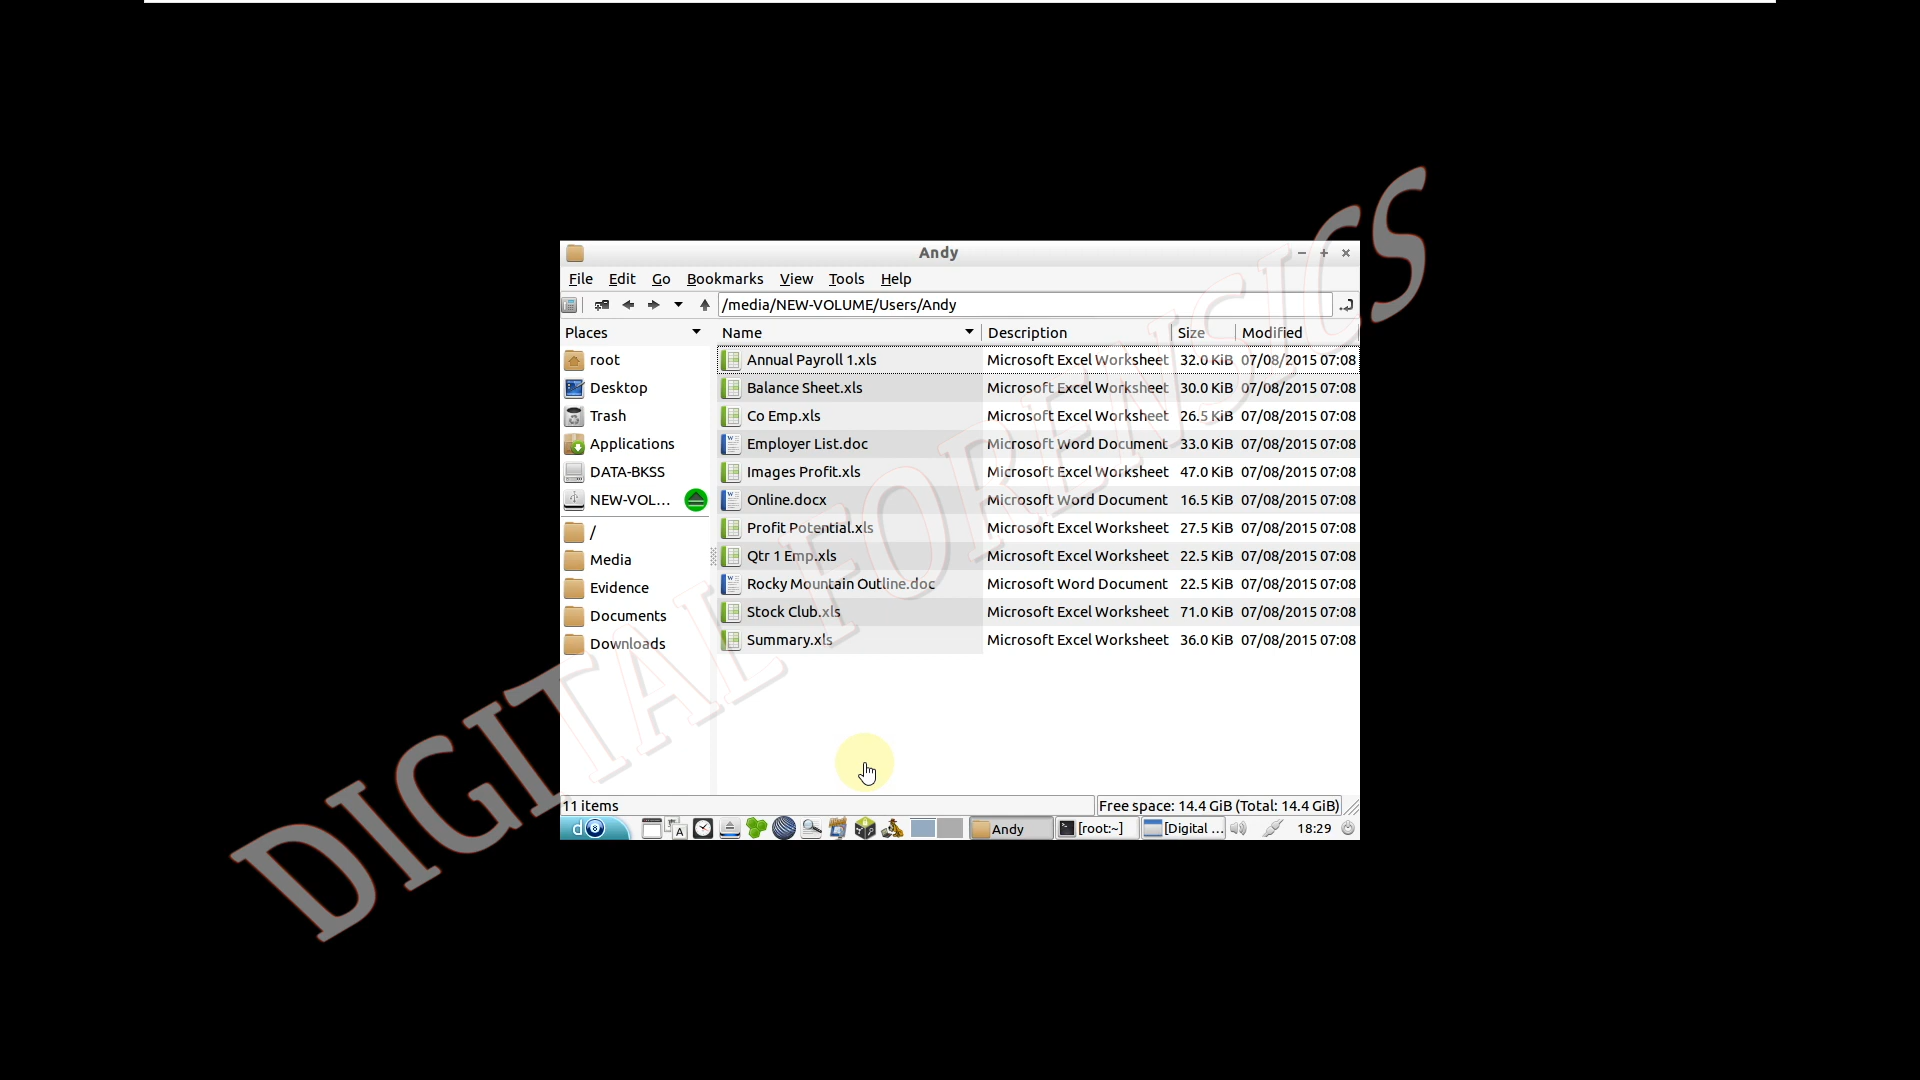 Andy
File Edit Go Bookmarks View Tools Help
/media/NEW-VOLUME/Users/Andy
Places Name Description Size Modified
root Annual Payroll 1.xls Microsoft Excel Worksheet 32.0 KiB 07/08/2015 07:08
Desktop Balance Sheet.xls Microsoft Excel Worksheet 30.0 KiB 07/08/2015 07:08
Trash Co Emp.xls Microsoft Excel Worksheet 26.5 KiB 07/08/2015 07:08
Applications Employer List.doc Microsoft Word Document 33.0 KiB 07/08/2015 07:08
DATA-BKSS Images Profit.xls Microsoft Excel Worksheet 47.0 KiB 07/08/2015 07:08
NEW-VOL... Online.docx Microsoft Word Document 16.5 KiB 07/08/2015 07:08
/ Profit Potential.xls Microsoft Excel Worksheet 27.5 KiB 07/08/2015 07:08
Media Qtr 1 Emp.xls Microsoft Excel Worksheet 22.5 KiB 07/08/2015 07:08
Evidence Rocky Mountain Outline.doc Microsoft Word Document 22.5 KiB 07/08/2015 07:08
Documents Stock Club.xls Microsoft Excel Worksheet 71.0 KiB 07/08/2015 07:08
Downloads Summary.xls Microsoft Excel Worksheet 36.0 KiB 07/08/2015 07:08
11 items Free space: 14.4 GiB (Total: 14.4 GiB)
d8 A Andy [root:~] [Digital ... 18:29
DIGITAL FORENSICS